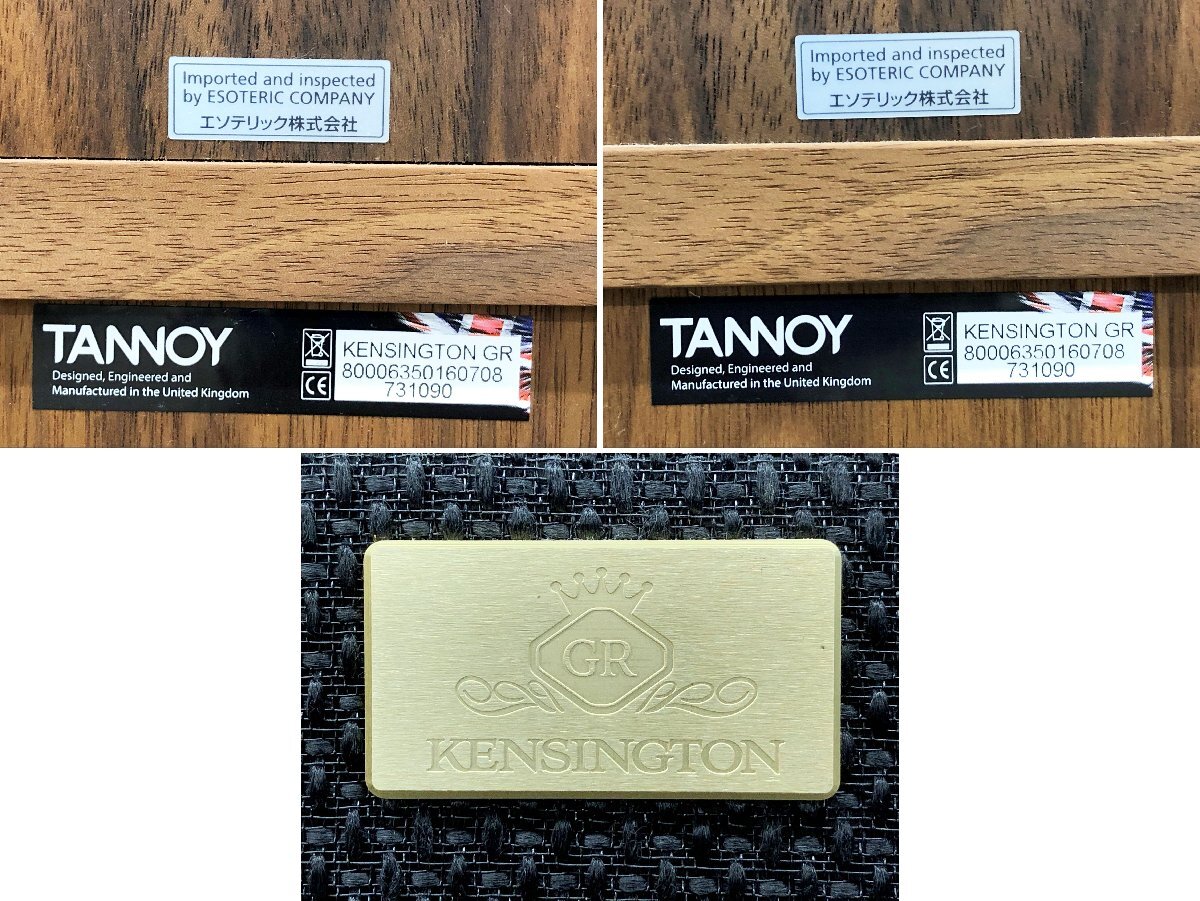 Imported and inspected
by ESOTERIC COMPANY
エソテリック株式会社
TANNOY
Designed, Engineered and
Manufactured in the United Kingdom
CE
KENSINGTON GR
80006350160708
731090
Imported and inspected
by ESOTERIC COMPANY
エソテリック株式会社
TANNOY
Designed, Engineered and
Manufactured in the United Kingdom
CE
KENSINGTON GR
80006350160708
731090
GR
KENSINGTON